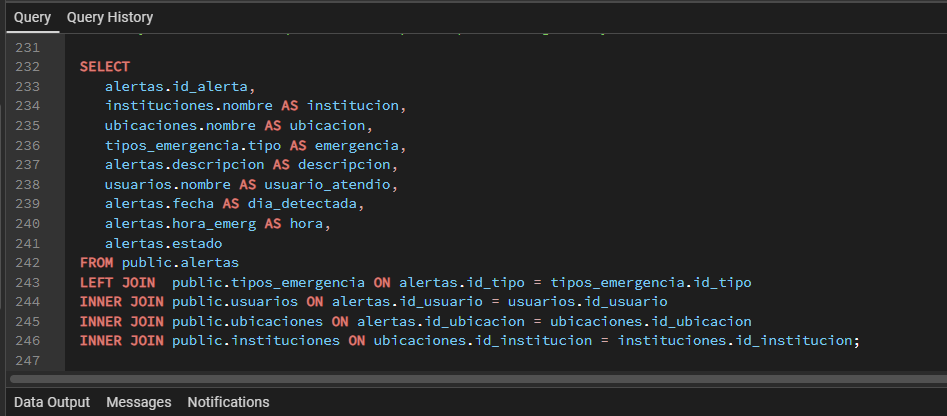 Query Query History
231
232 SELECT
233 alertas.id_alerta,
234 instituciones.nombre AS institucion,
235 ubicaciones.nombre AS ubicacion,
236 tipos_emergencia.tipo AS emergencia,
237 alertas.descripcion AS descripcion,
238 usuarios.nombre AS usuario_atendio,
239 alertas.fecha AS dia_detectada,
240 alertas.hora_emerg AS hora,
241 alertas.estado
242 FROM public.alertas
243 LEFT JOIN  public.tipos_emergencia ON alertas.id_tipo = tipos_emergencia.id_tipo
244 INNER JOIN public.usuarios ON alertas.id_usuario = usuarios.id_usuario
245 INNER JOIN public.ubicaciones ON alertas.id_ubicacion = ubicaciones.id_ubicacion
246 INNER JOIN public.instituciones ON ubicaciones.id_institucion = instituciones.id_institucion;
247
Data Output Messages Notifications